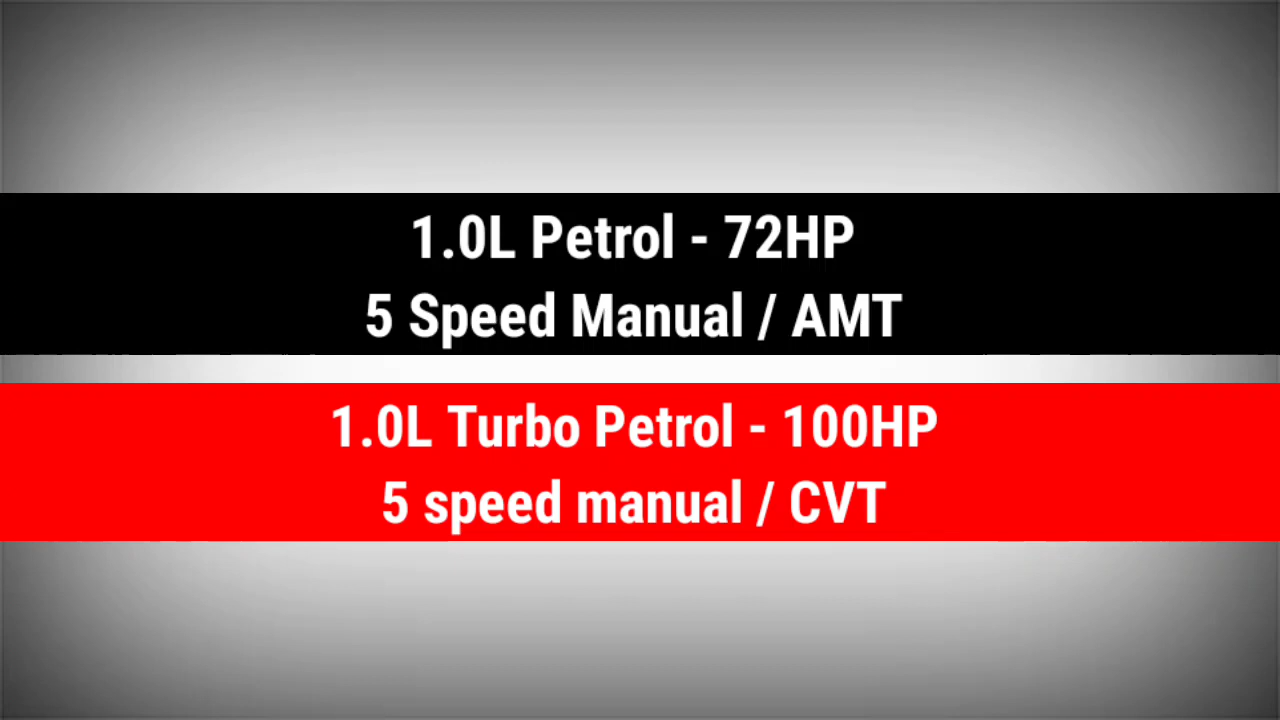 1.0L Petrol - 72HP
5 Speed Manual / AMT
1.0L Turbo Petrol - 100HP
5 speed manual / CVT